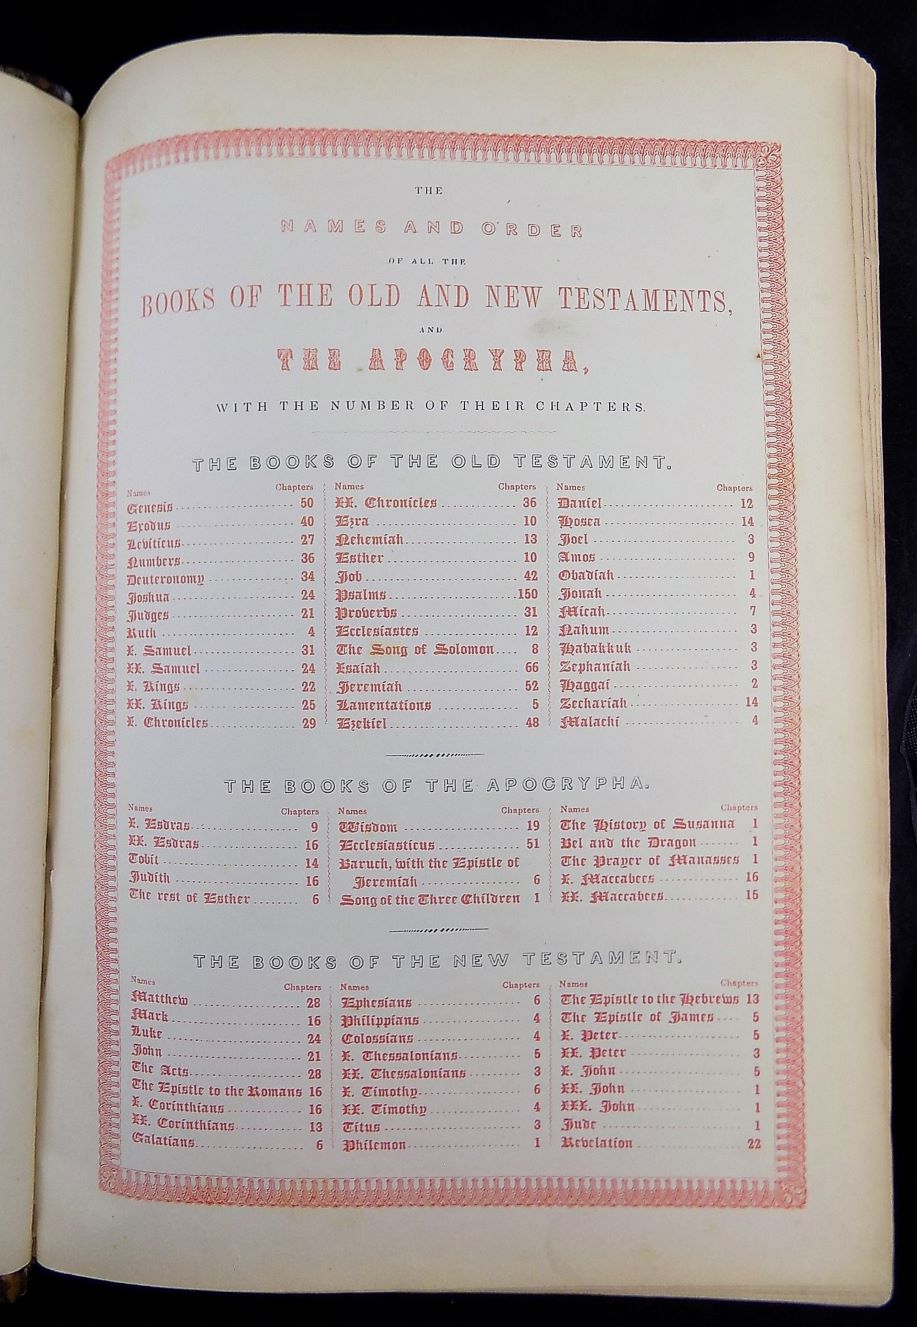 THE
NAMES AND ORDER
OF ALL THE
BOOKS OF THE OLD AND NEW TESTAMENTS,
AND
THE APOCRYPHA,
WITH THE NUMBER OF THEIR CHAPTERS.
THE BOOKS OF THE OLD TESTAMENT.
Names Chapters
Genesis 50
Exodus 40
Leviticus 27
Numbers 36
Deuteronomy 34
Joshua 24
Judges 21
Ruth 4
I. Samuel 31
II. Samuel 24
I. Kings 22
II. Kings 25
I. Chronicles 29
Names Chapters
II. Chronicles 36
Ezra 10
Nehemiah 13
Esther 10
Job 42
Psalms 150
Proverbs 31
Ecclesiastes 12
The Song of Solomon 8
Isaiah 66
Jeremiah 52
Lamentations 5
Ezekiel 48
Names Chapters
Daniel 12
Hosea 14
Joel 3
Amos 9
Obadiah 1
Jonah 4
Micah 7
Nahum 3
Habakkuk 3
Zephaniah 3
Haggai 2
Zechariah 14
Malachi 4
THE BOOKS OF THE APOCRYPHA.
Names Chapters
I. Esdras 9
II. Esdras 16
Tobit 14
Judith 16
The rest of Esther 6
Names Chapters
Wisdom 19
Ecclesiasticus 51
Baruch, with the Epistle of
Jeremiah 6
Song of the Three Children 1
Names Chapters
The History of Susanna 1
Bel and the Dragon 1
The Prayer of Manasses 1
I. Maccabees 16
II. Maccabees 15
THE BOOKS OF THE NEW TESTAMENT.
Names Chapters
Matthew 28
Mark 16
Luke 24
John 21
The Acts 28
The Epistle to the Romans 16
I. Corinthians 16
II. Corinthians 13
Galatians 6
Names Chapters
Ephesians 6
Philippians 4
Colossians 4
I. Thessalonians 5
II. Thessalonians 3
I. Timothy 6
II. Timothy 4
Titus 3
Philemon 1
Names Chapters
The Epistle to the Hebrews 13
The Epistle of James 5
I. Peter 5
II. Peter 3
I. John 5
II. John 1
III. John 1
Jude 1
Revelation 22